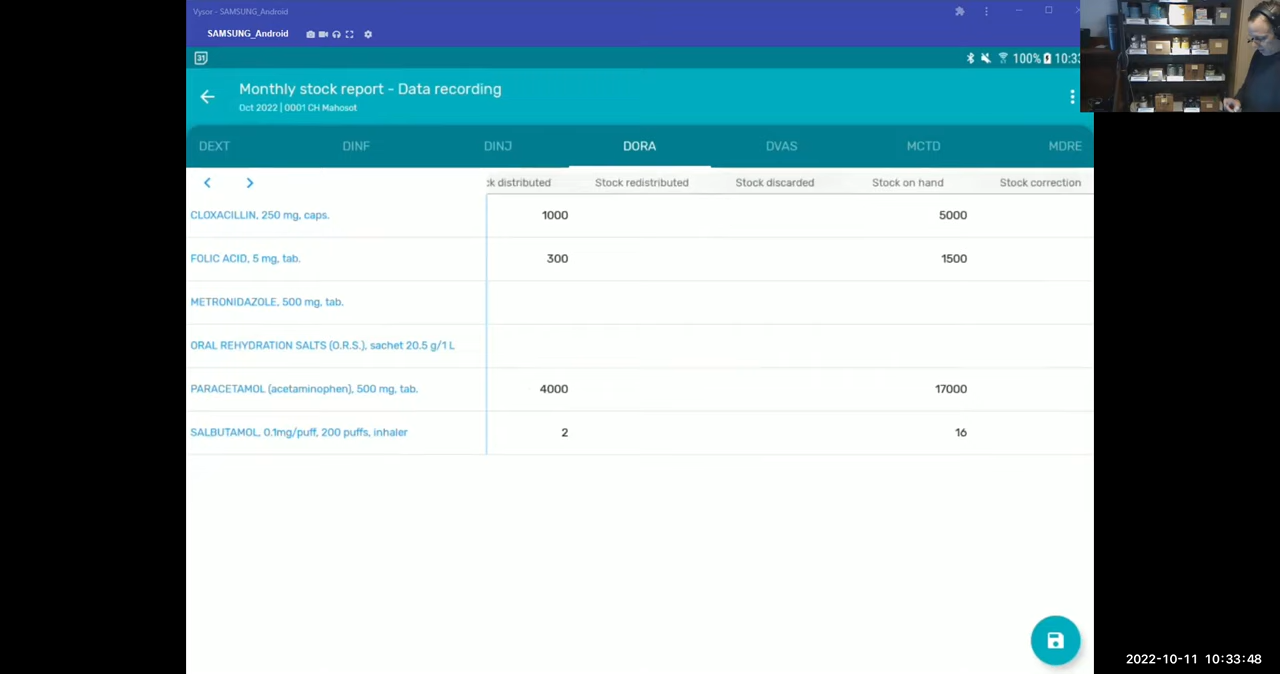 Vysor - SAMSUNG_Android
SAMSUNG_Android
31
100% 10:33
Monthly stock report - Data recording
Oct 2022 | 0001 CH Mahosot
DEXT DINF DINJ DORA DVAS MCTD MDRE
ck distributed Stock redistributed Stock discarded Stock on hand Stock correction
CLOXACILLIN, 250 mg, caps. 1000 5000
FOLIC ACID, 5 mg, tab. 300 1500
METRONIDAZOLE, 500 mg, tab.
ORAL REHYDRATION SALTS (O.R.S.), sachet 20.5 g/1 L
PARACETAMOL (acetaminophen), 500 mg, tab. 4000 17000
SALBUTAMOL, 0.1mg/puff, 200 puffs, inhaler 2 16
2022-10-11 10:33:48